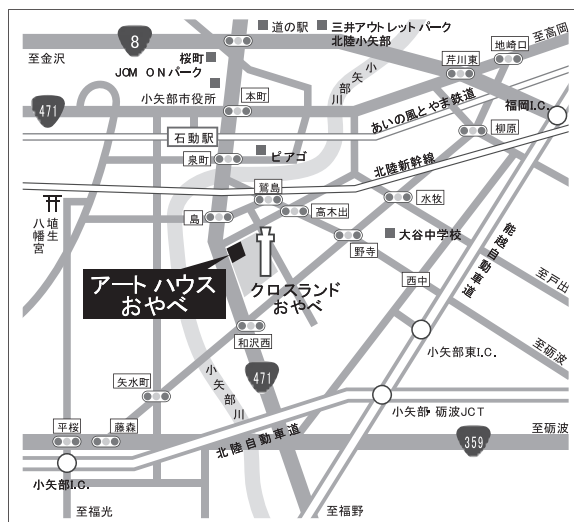 道の駅
三井アウトレットパーク
北陸小矢部
至高岡
8
地崎口
至金沢
桜町
JOMONパーク
芹川東
小矢部川
小矢部市役所
本町
471
あいの風とやま鉄道
福岡I.C.
石動駅
柳原
ピアゴ
泉町
北陸新幹線
鷲島
水牧
埴生
八幡宮
島
高木出
大谷中学校
能越自動車道
野寺
アートハウス
おやべ
クロスランド
おやべ
西中
至戸出
和沢西
小矢部東I.C.
至砺波
小矢部川
471
矢水町
小矢部・砺波JCT
平桜
藤森
北陸自動車道
359
至砺波
小矢部I.C.
至福光
至福野